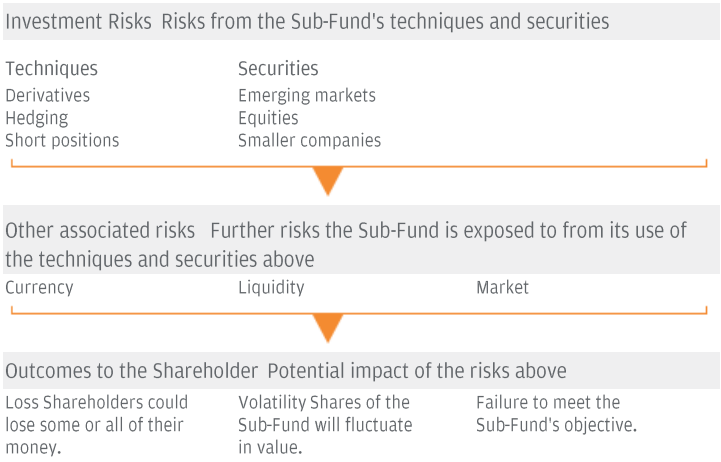 Investment Risks Risks from the Sub-Fund's techniques and securities
Techniques
Derivatives
Hedging
Short positions
Securities
Emerging markets
Equities
Smaller companies
Other associated risks Further risks the Sub-Fund is exposed to from its use of
the techniques and securities above
Currency
Liquidity
Market
Outcomes to the Shareholder Potential impact of the risks above
Loss Shareholders could
lose some or all of their
money.
Volatility Shares of the
Sub-Fund will fluctuate
in value.
Failure to meet the
Sub-Fund's objective.